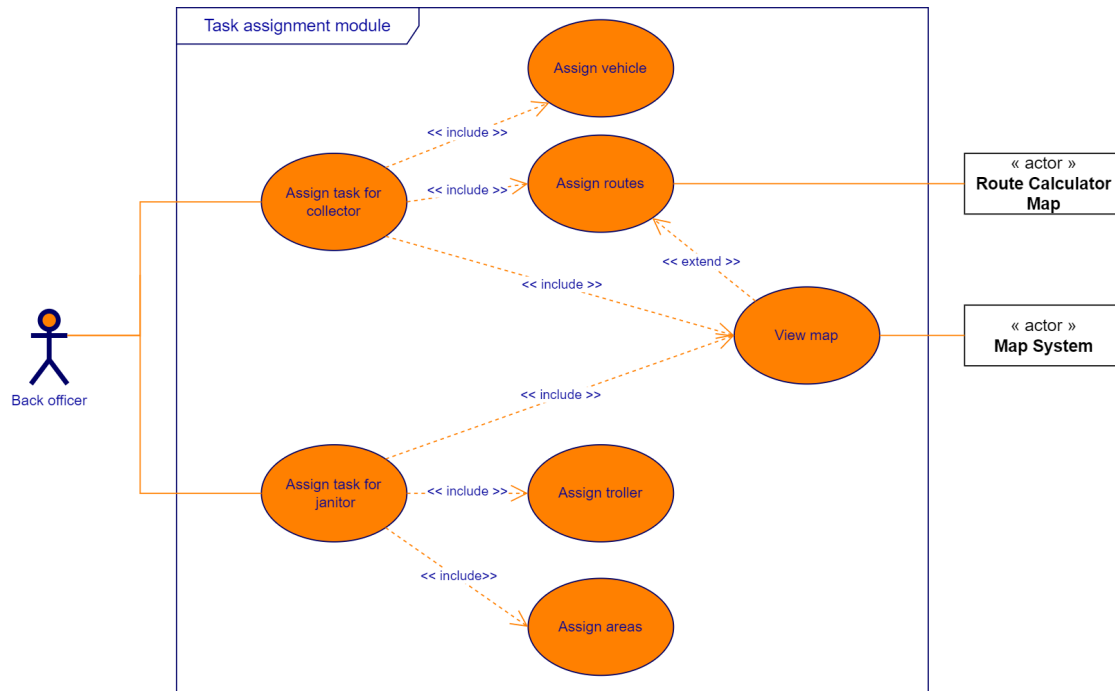 Task assignment module
Assign vehicle
<< include >>
« actor »
Route Calculator
Map
Assign task for
collector
<< include >>
Assign routes
<< extend >>
<< include >>
« actor »
Map System
View map
Back officer
<< include >>
Assign task for
janitor
<< include >>
Assign troller
<< include>>
Assign areas